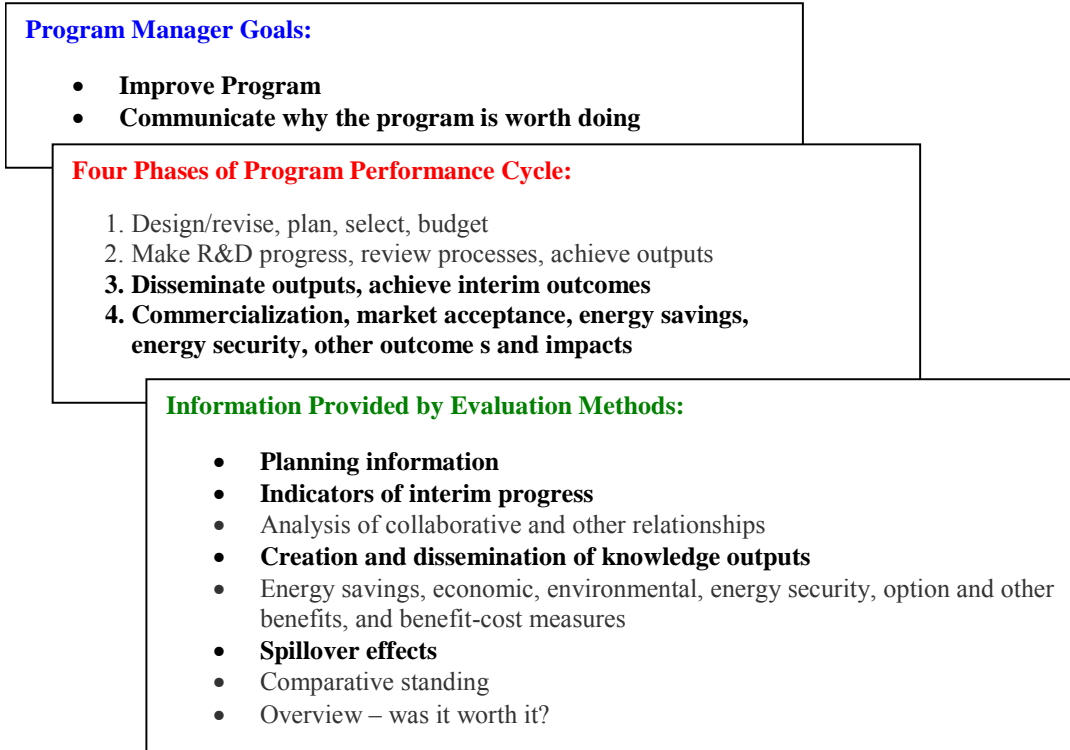 Program Manager Goals:
• Improve Program
• Communicate why the program is worth doing
Four Phases of Program Performance Cycle:
1. Design/revise, plan, select, budget
2. Make R&D progress, review processes, achieve outputs
3. Disseminate outputs, achieve interim outcomes
4. Commercialization, market acceptance, energy savings,
energy security, other outcome s and impacts
Information Provided by Evaluation Methods:
• Planning information
• Indicators of interim progress
• Analysis of collaborative and other relationships
• Creation and dissemination of knowledge outputs
• Energy savings, economic, environmental, energy security, option and other
benefits, and benefit-cost measures
• Spillover effects
• Comparative standing
• Overview – was it worth it?